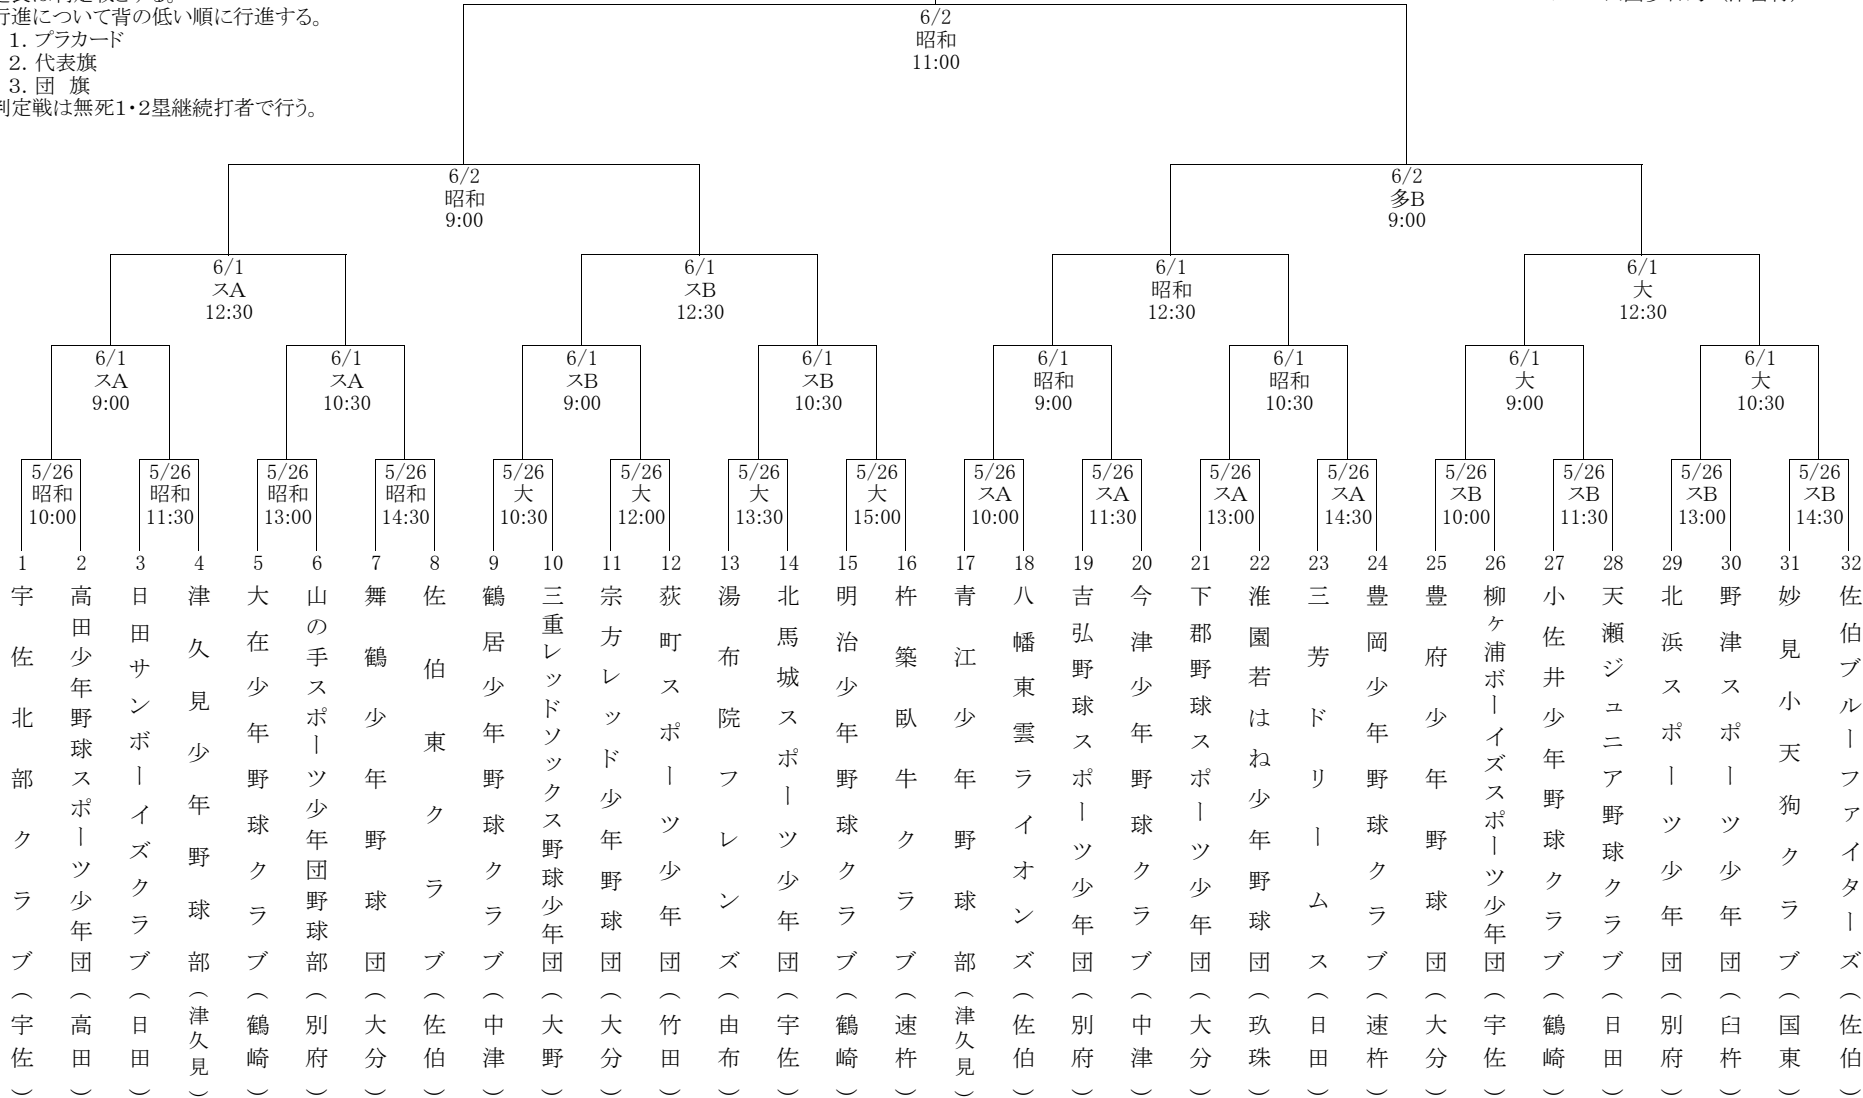 行進について背の低い順に行進する。
1. プラカード
2. 代表旗
3. 団 旗
判定戦は無死1・2塁継続打者で行う。
6/2
昭和
11:00
6/2
昭和
9:00
6/2
多B
9:00
6/1
スA
12:30
6/1
スB
12:30
6/1
昭和
12:30
6/1
大
12:30
6/1
スA
9:00
6/1
スA
10:30
6/1
スB
9:00
6/1
スB
10:30
6/1
昭和
9:00
6/1
昭和
10:30
6/1
大
9:00
6/1
大
10:30
5/26
昭和
10:00
5/26
昭和
11:30
5/26
昭和
13:00
5/26
昭和
14:30
5/26
大
10:30
5/26
大
12:00
5/26
大
13:30
5/26
大
15:00
5/26
スA
10:00
5/26
スA
11:30
5/26
スA
13:00
5/26
スA
14:30
5/26
スB
10:00
5/26
スB
11:30
5/26
スB
13:00
5/26
スB
14:30
1 宇佐北部クラブ(宇佐)
2 高田少年野球スポーツ少年団(高田)
3 日田サンボーイズクラブ(日田)
4 津久見少年野球部(津久見)
5 大在少年野球クラブ(鶴崎)
6 山の手スポーツ少年団野球部(別府)
7 舞鶴少年野球団(大分)
8 佐伯東クラブ(佐伯)
9 鶴居少年野球クラブ(中津)
10 三重レッドソックス野球少年団(大野)
11 宗方レッド少年野球団(大分)
12 荻町スポーツ少年団(竹田)
13 湯布院フレンズ(由布)
14 北馬城スポーツ少年団(宇佐)
15 明治少年野球クラブ(鶴崎)
16 杵築臥牛クラブ(速杵)
17 青江少年野球部(津久見)
18 八幡東雲ライオンズ(佐伯)
19 吉弘野球スポーツ少年団(別府)
20 今津少年野球クラブ(中津)
21 下郡野球スポーツ少年団(大分)
22 淮園若はね少年野球団(玖珠)
23 三芳ドリームス(日田)
24 豊岡少年野球クラブ(速杵)
25 豊府少年野球団(大分)
26 柳ヶ浦ボーイズスポーツ少年団(宇佐)
27 小佐井少年野球クラブ(鶴崎)
28 天瀬ジュニア野球クラブ(日田)
29 北浜スポーツ少年団(別府)
30 野津スポーツ少年団(臼杵)
31 妙見小天狗クラブ(国東)
32 佐伯ブルーファイターズ(佐伯)